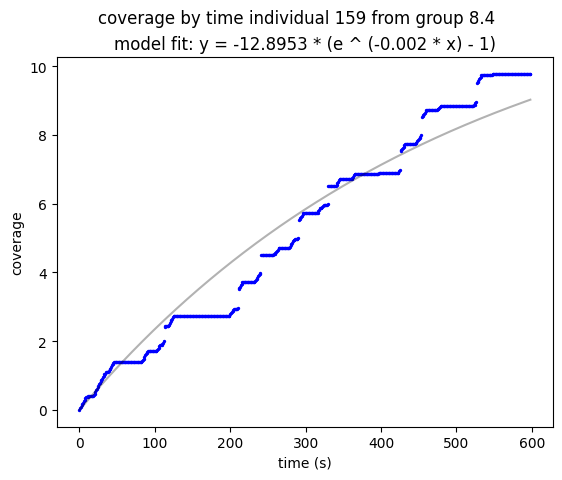 coverage by time individual 159 from group 8.4
model fit: y = -12.8953 * (e ^ (-0.002 * x) - 1)
10
8
6
4
2
0
coverage
0 100 200 300 400 500 600
time (s)